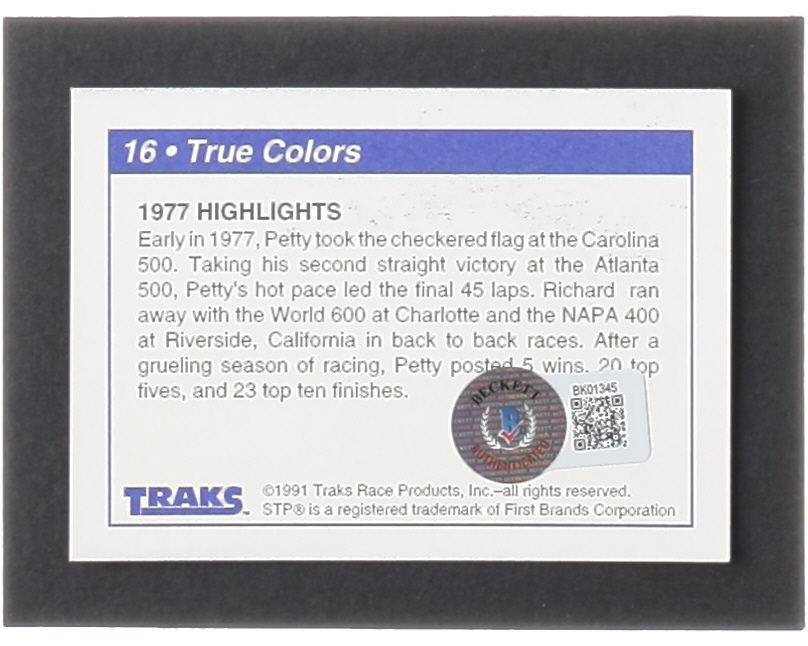 16 • True Colors
1977 HIGHLIGHTS
Early in 1977, Petty took the checkered flag at the Carolina
500. Taking his second straight victory at the Atlanta
500, Petty's hot pace led the final 45 laps. Richard ran
away with the World 600 at Charlotte and the NAPA 400
at Riverside, California in back to back races. After a
grueling season of racing, Petty posted 5 wins, 20 top
fives, and 23 top ten finishes.
BECKETT
B
AUTHENTICATED
BK01345
TRAKS™
©1991 Traks Race Products, Inc.–all rights reserved.
STP® is a registered trademark of First Brands Corporation